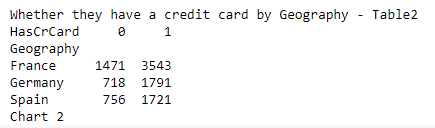 Whether they have a credit card by Geography - Table2
HasCrCard 0 1
Geography
France 1471 3543
Germany 718 1791
Spain 756 1721
Chart 2